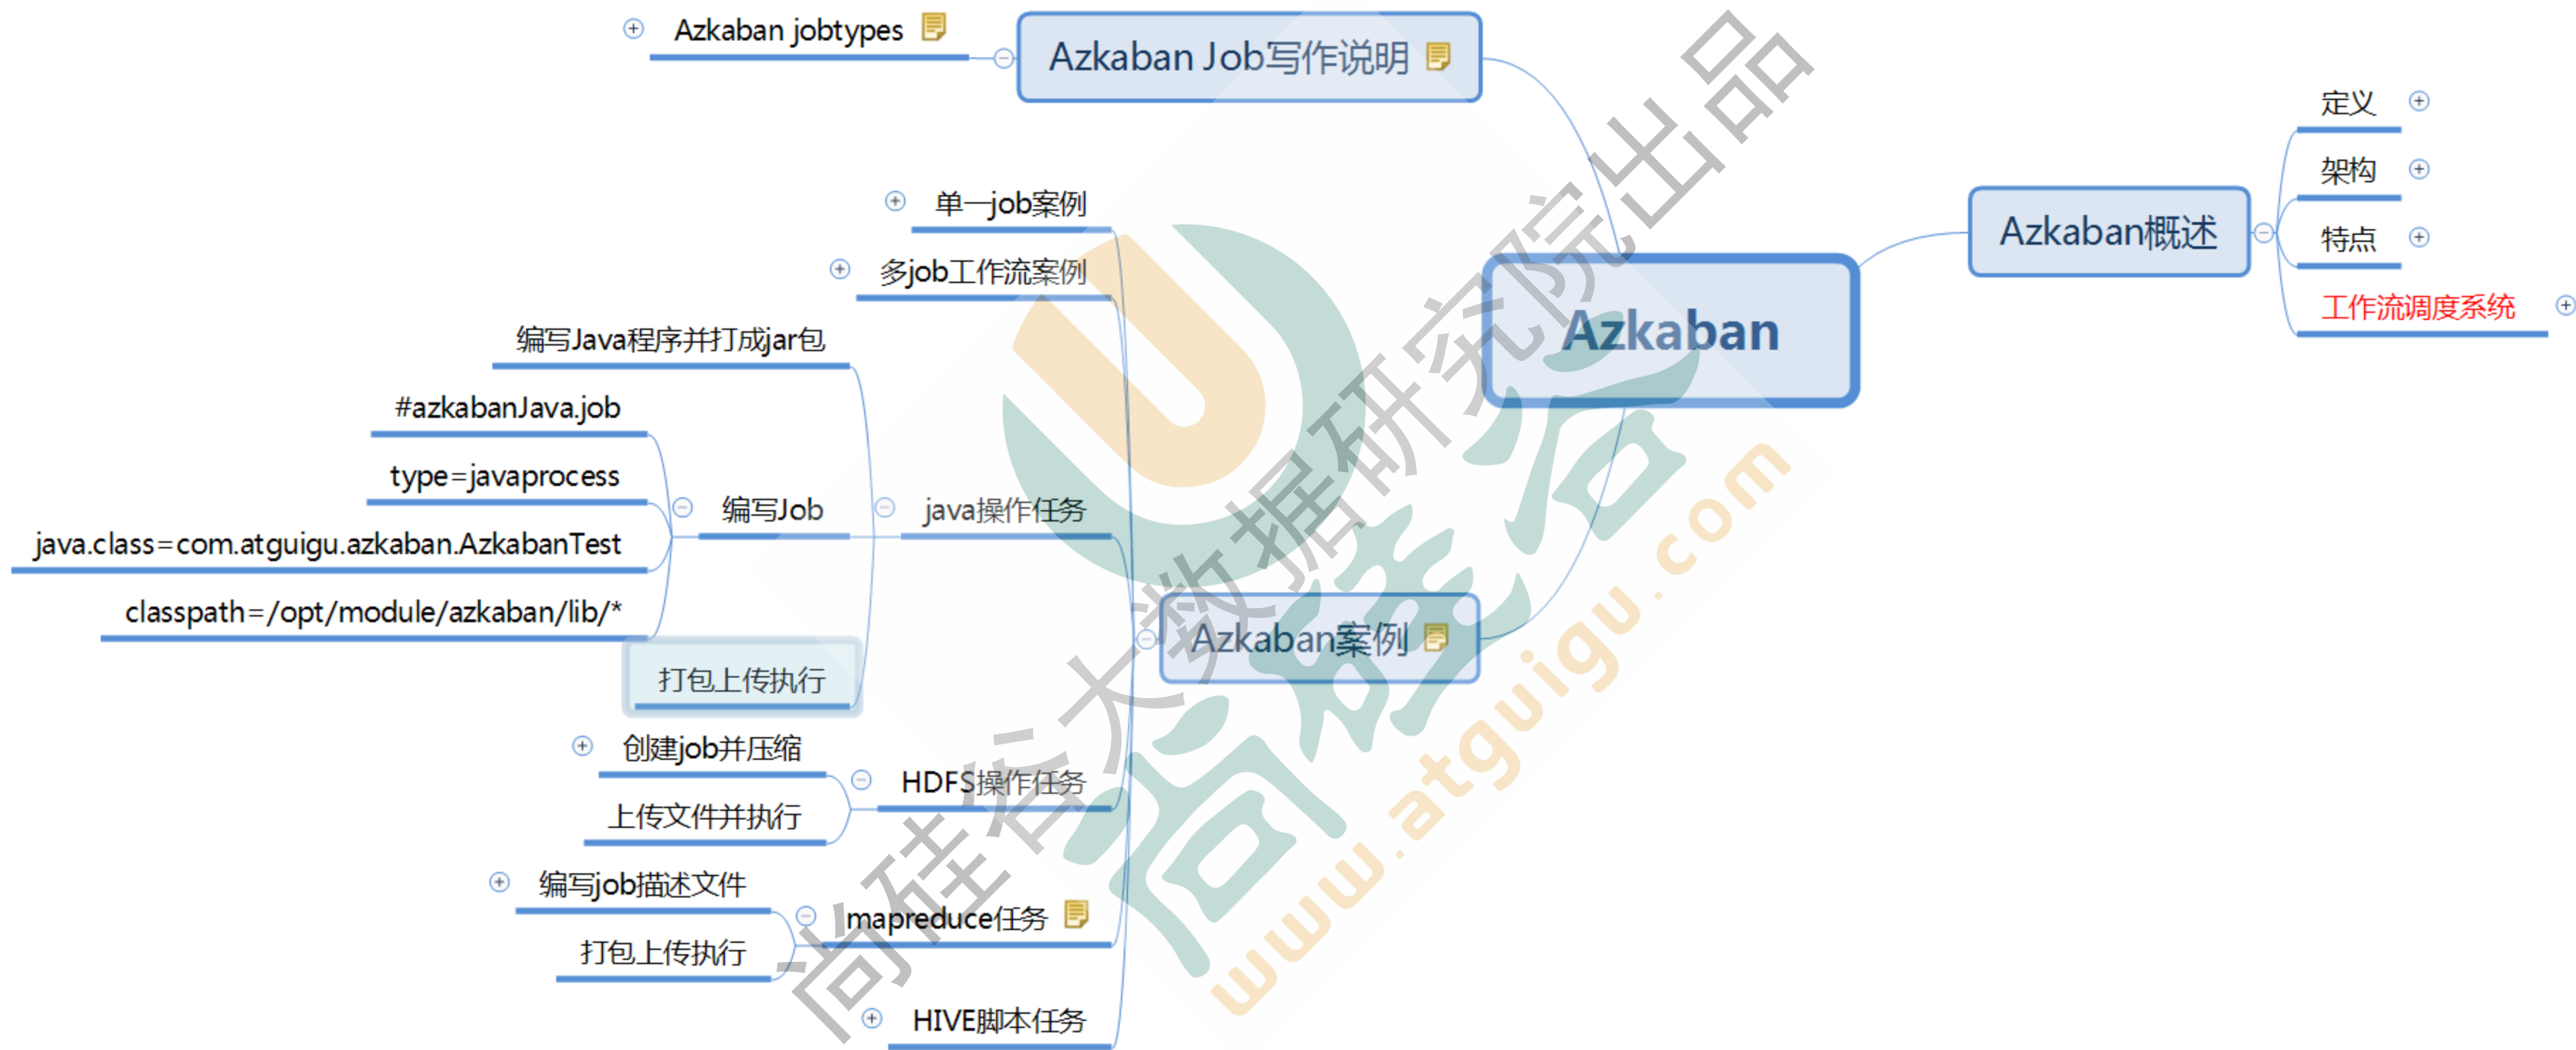 Azkaban
Azkaban概述
定义
架构
特点
工作流调度系统
Azkaban Job写作说明
Azkaban jobtypes
Azkaban案例
单一job案例
多job工作流案例
java操作任务
编写Java程序并打成jar包
编写Job
#azkabanJava.job
type=javaprocess
java.class=com.atguigu.azkaban.AzkabanTest
classpath=/opt/module/azkaban/lib/*
打包上传执行
HDFS操作任务
创建job并压缩
上传文件并执行
mapreduce任务
编写job描述文件
打包上传执行
HIVE脚本任务
尚硅谷大数据研究院出品
尚硅谷
www.atguigu.com